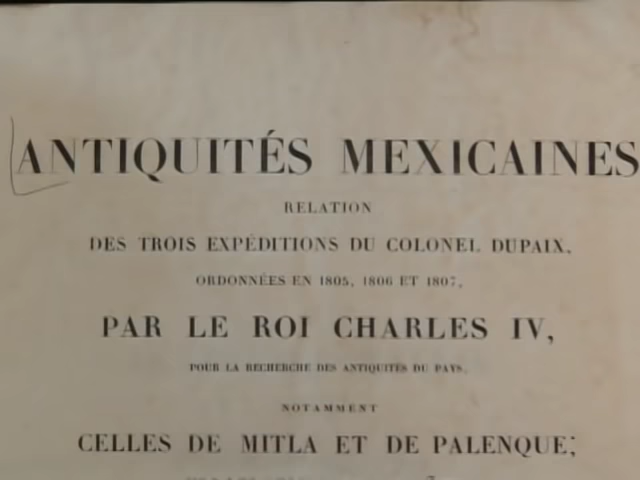 ANTIQUITÉS MEXICAINES
RELATION
DES TROIS EXPÉDITIONS DU COLONEL DUPAIX,
ORDONNÉES EN 1805, 1806 ET 1807,
PAR LE ROI CHARLES IV,
POUR LA RECHERCHE DES ANTIQUITÉS DU PAYS,
NOTAMMENT
CELLES DE MITLA ET DE PALENQUE;